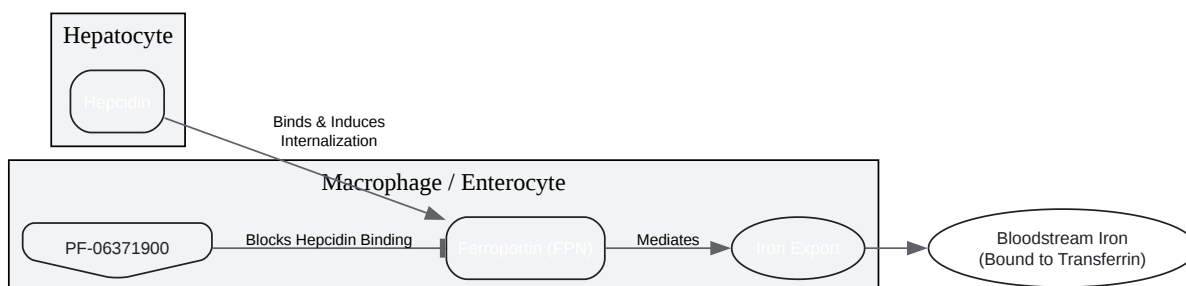 Hepatocyte
Hepcidin
Binds & Induces
Internalization
Macrophage / Enterocyte
PF-06371900
Blocks Hepcidin Binding
Ferroportin (FPN)
Mediates
Iron Export
Bloodstream Iron
(Bound to Transferrin)